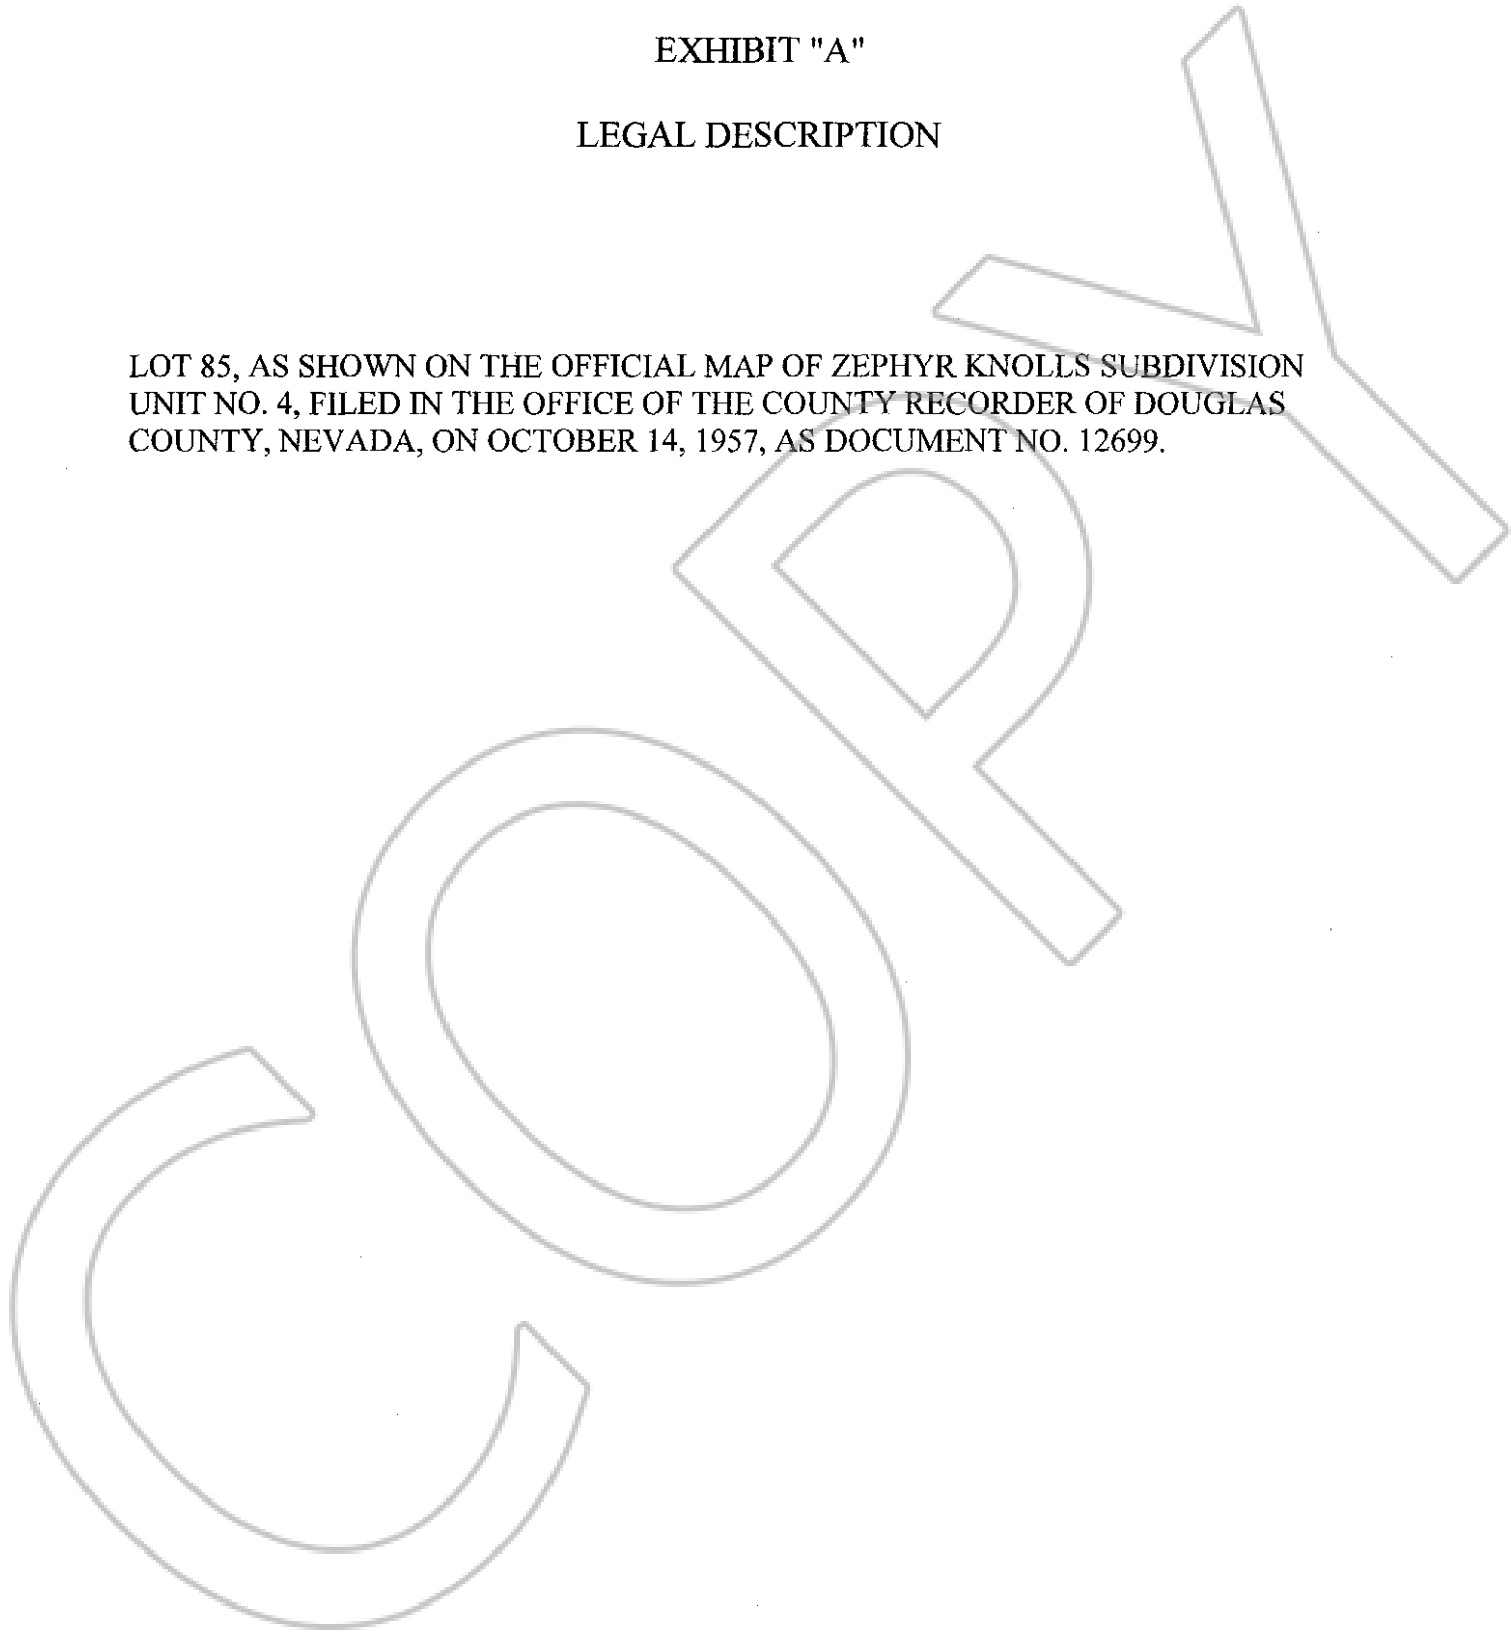 EXHIBIT "A"
LEGAL DESCRIPTION
LOT 85, AS SHOWN ON THE OFFICIAL MAP OF ZEPHYR KNOLLS SUBDIVISION
UNIT NO. 4, FILED IN THE OFFICE OF THE COUNTY RECORDER OF DOUGLAS
COUNTY, NEVADA, ON OCTOBER 14, 1957, AS DOCUMENT NO. 12699.
COPY